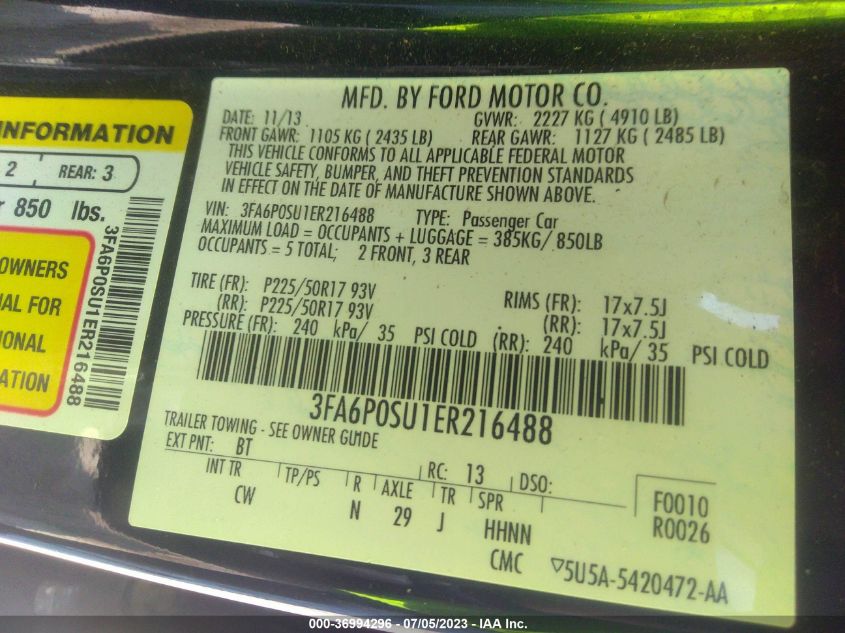 INFORMATION
2
REAR: 3
850 lbs.
OWNERS
FOR
3FA6P0SU1ER216488
MFD. BY FORD MOTOR CO.
DATE: 11/13 GVWR: 2227 KG ( 4910 LB)
FRONT GAWR: 1105 KG ( 2435 LB) REAR GAWR: 1127 KG ( 2485 LB)
THIS VEHICLE CONFORMS TO ALL APPLICABLE FEDERAL MOTOR
VEHICLE SAFETY, BUMPER, AND THEFT PREVENTION STANDARDS
IN EFFECT ON THE DATE OF MANUFACTURE SHOWN ABOVE.
VIN: 3FA6P0SU1ER216488 TYPE: Passenger Car
MAXIMUM LOAD = OCCUPANTS + LUGGAGE = 385KG/ 850LB
OCCUPANTS = 5 TOTAL; 2 FRONT, 3 REAR
TIRE (FR): P225/50R17 93V RIMS (FR): 17x7.5J
(RR): P225/50R17 93V (RR): 17x7.5J
PRESSURE (FR): 240 kPa/ 35 PSI COLD (RR): 240 kPa/ 35 PSI COLD
3FA6P0SU1ER216488
TRAILER TOWING - SEE OWNER GUIDE
EXT PNT: BT RC: 13 DSO:
INT TR TP/PS R AXLE TR SPR F0010
CW N 29 J HHNN R0026
CMC ▽5U5A-5420472-AA
000-36994296 - 07/05/2023 - IAA Inc.